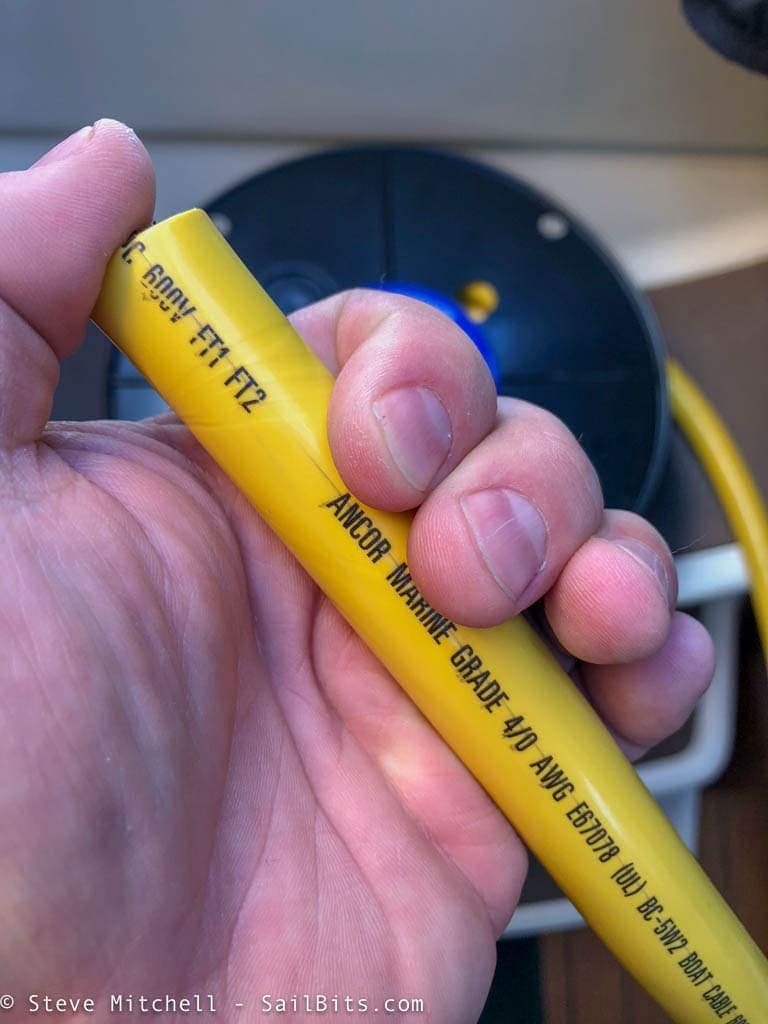 600V FT1 FT2
ANCOR MARINE GRADE 4/0 AWG E67078 (UL) BC-5W2 BOAT CABLE
© Steve Mitchell - SailBits.com